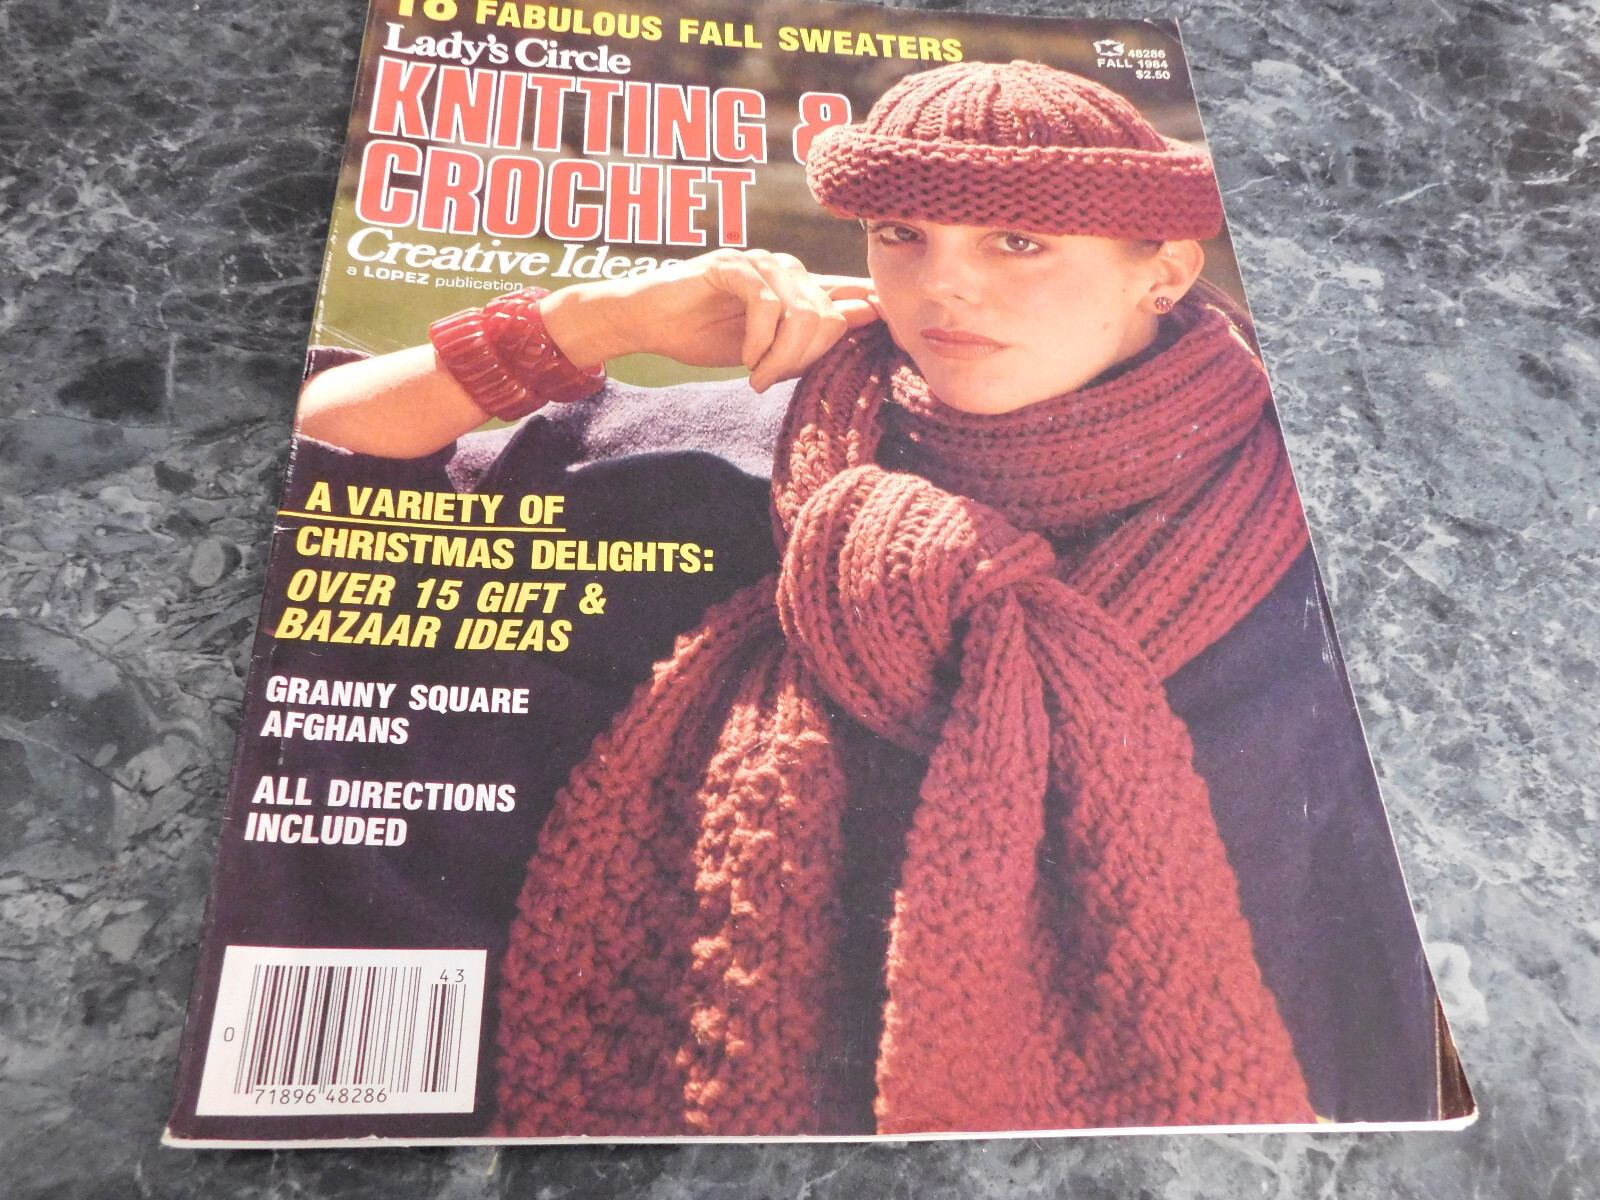 18 FABULOUS FALL SWEATERS
Lady's Circle
KNITTING &
CROCHET®
Creative Ideas
a LOPEZ publication
48286
FALL 1984
$2.50
A VARIETY OF
CHRISTMAS DELIGHTS:
OVER 15 GIFT &
BAZAAR IDEAS
GRANNY SQUARE
AFGHANS
ALL DIRECTIONS
INCLUDED
43
0
71896 48286